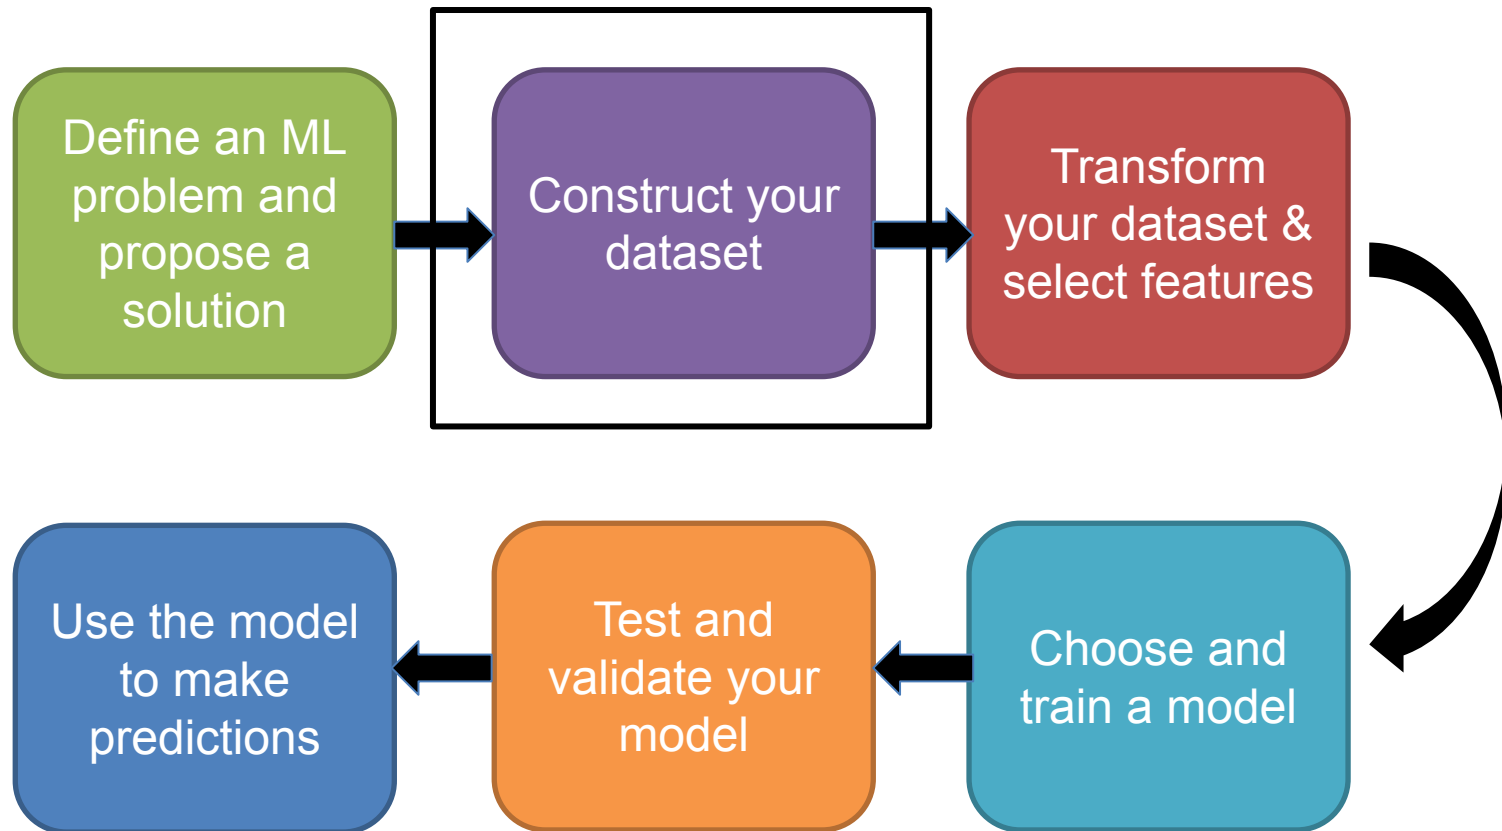 Define an ML
problem and
propose a
solution
Construct your
dataset
Transform
your dataset &
select features
Choose and
train a model
Test and
validate your
model
Use the model
to make
predictions